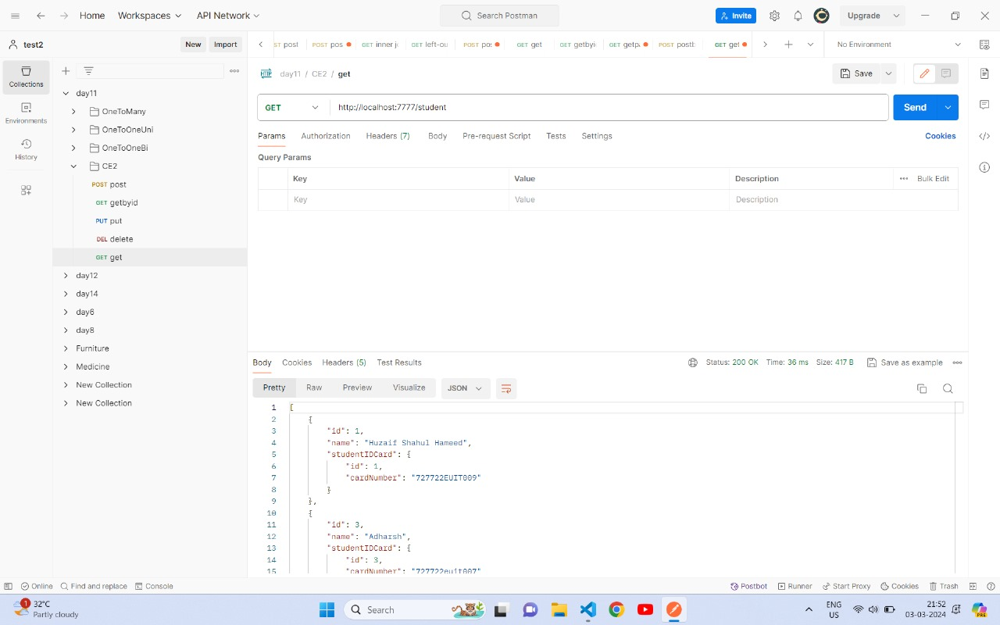 Home Workspaces API Network Search Postman Invite Upgrade
test2 New Import
ST post POST pos GET inner j GET left-ou POST pos GET get GET getbyi GET getp POST postb GET get No Environment
Collections
Environments
History
day11
OneToMany
OneToOneUni
OneToOneBi
CE2
POST post
GET getbyid
PUT put
DEL delete
GET get
day12
day14
day6
day8
Furniture
Medicine
New Collection
New Collection
HTTP day11 / CE2 / get Save
GET http://localhost:7777/student Send
Params Authorization Headers (7) Body Pre-request Script Tests Settings Cookies
Query Params
Key Value Description Bulk Edit
Key Value Description
Body Cookies Headers (5) Test Results Status: 200 OK Time: 36 ms Size: 417 B Save as example
Pretty Raw Preview Visualize JSON
1 [
2 {
3 "id": 1,
4 "name": "Huzaif Shahul Hameed",
5 "studentIDCard": {
6 "id": 1,
7 "cardNumber": "727722EUIT009"
8 }
9 },
10 {
11 "id": 3,
12 "name": "Adharsh",
13 "studentIDCard": {
14 "id": 3,
15 "cardNumber": "727722euit007"
Online Find and replace Console Postbot Runner Start Proxy Cookies Trash
1 32°C
Partly cloudy
Search
ENG
US
21:52
03-03-2024
PRE